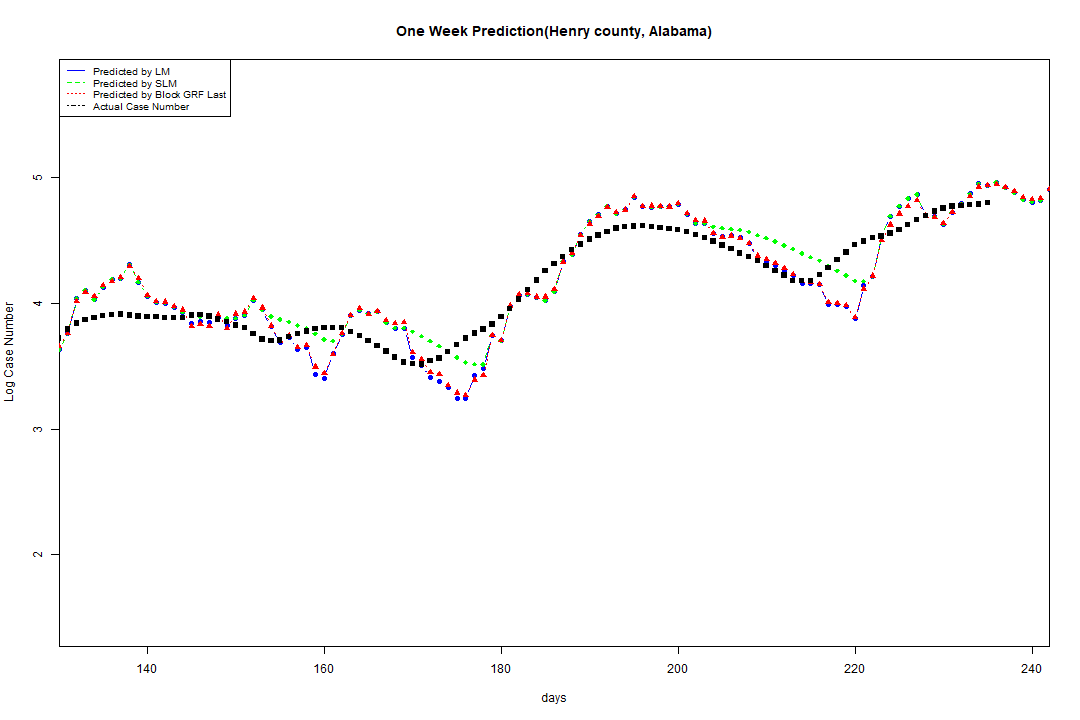 One Week Prediction(Henry county, Alabama)
Predicted by LM
Predicted by SLM
Predicted by Block GRF Last
Actual Case Number
Log Case Number
5
4
3
2
140 160 180 200 220 240
days